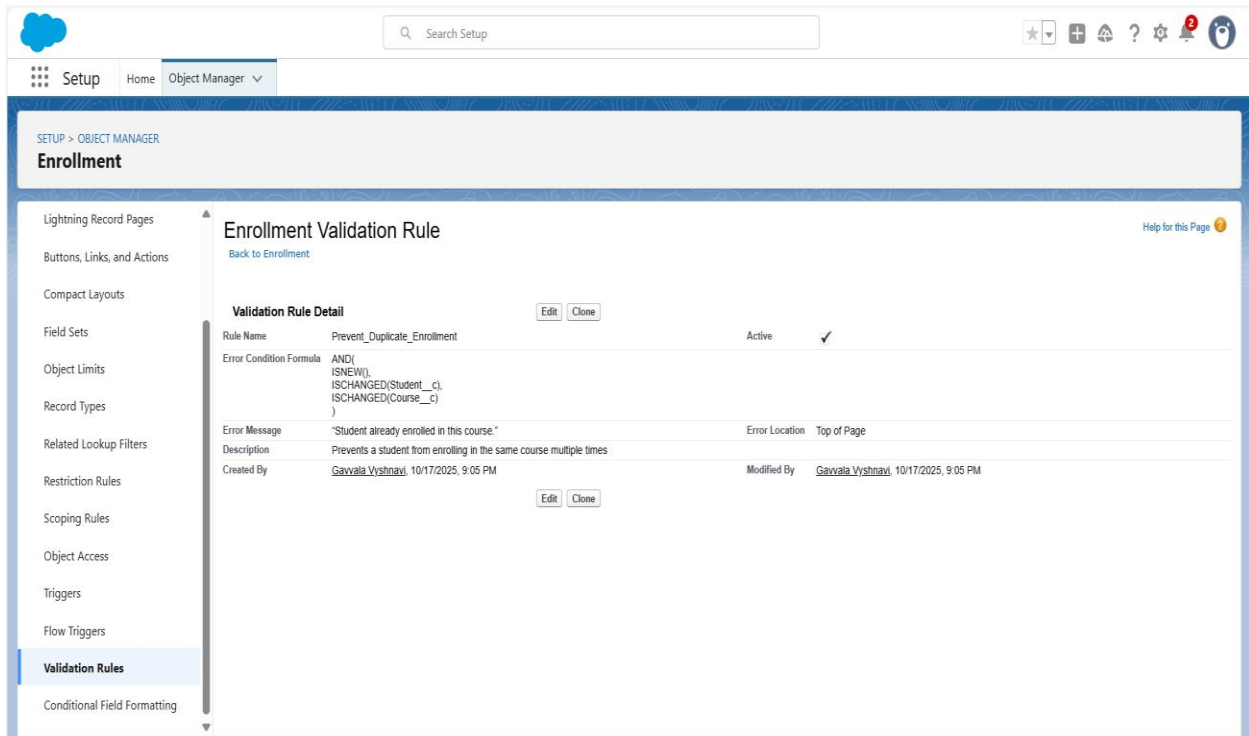 Search Setup
2
Setup Home Object Manager
SETUP > OBJECT MANAGER
Enrollment
Lightning Record Pages
Buttons, Links, and Actions
Compact Layouts
Field Sets
Object Limits
Record Types
Related Lookup Filters
Restriction Rules
Scoping Rules
Object Access
Triggers
Flow Triggers
Validation Rules
Conditional Field Formatting
Enrollment Validation Rule
Help for this Page ?
Back to Enrollment
Validation Rule Detail Edit Clone
Rule Name Prevent_Duplicate_Enrollment Active ✓
Error Condition Formula AND(
ISNEW(),
ISCHANGED(Student__c),
ISCHANGED(Course__c)
)
Error Message "Student already enrolled in this course." Error Location Top of Page
Description Prevents a student from enrolling in the same course multiple times
Created By Gavvala Vyshnavi, 10/17/2025, 9:05 PM Modified By Gavvala Vyshnavi, 10/17/2025, 9:05 PM
Edit Clone